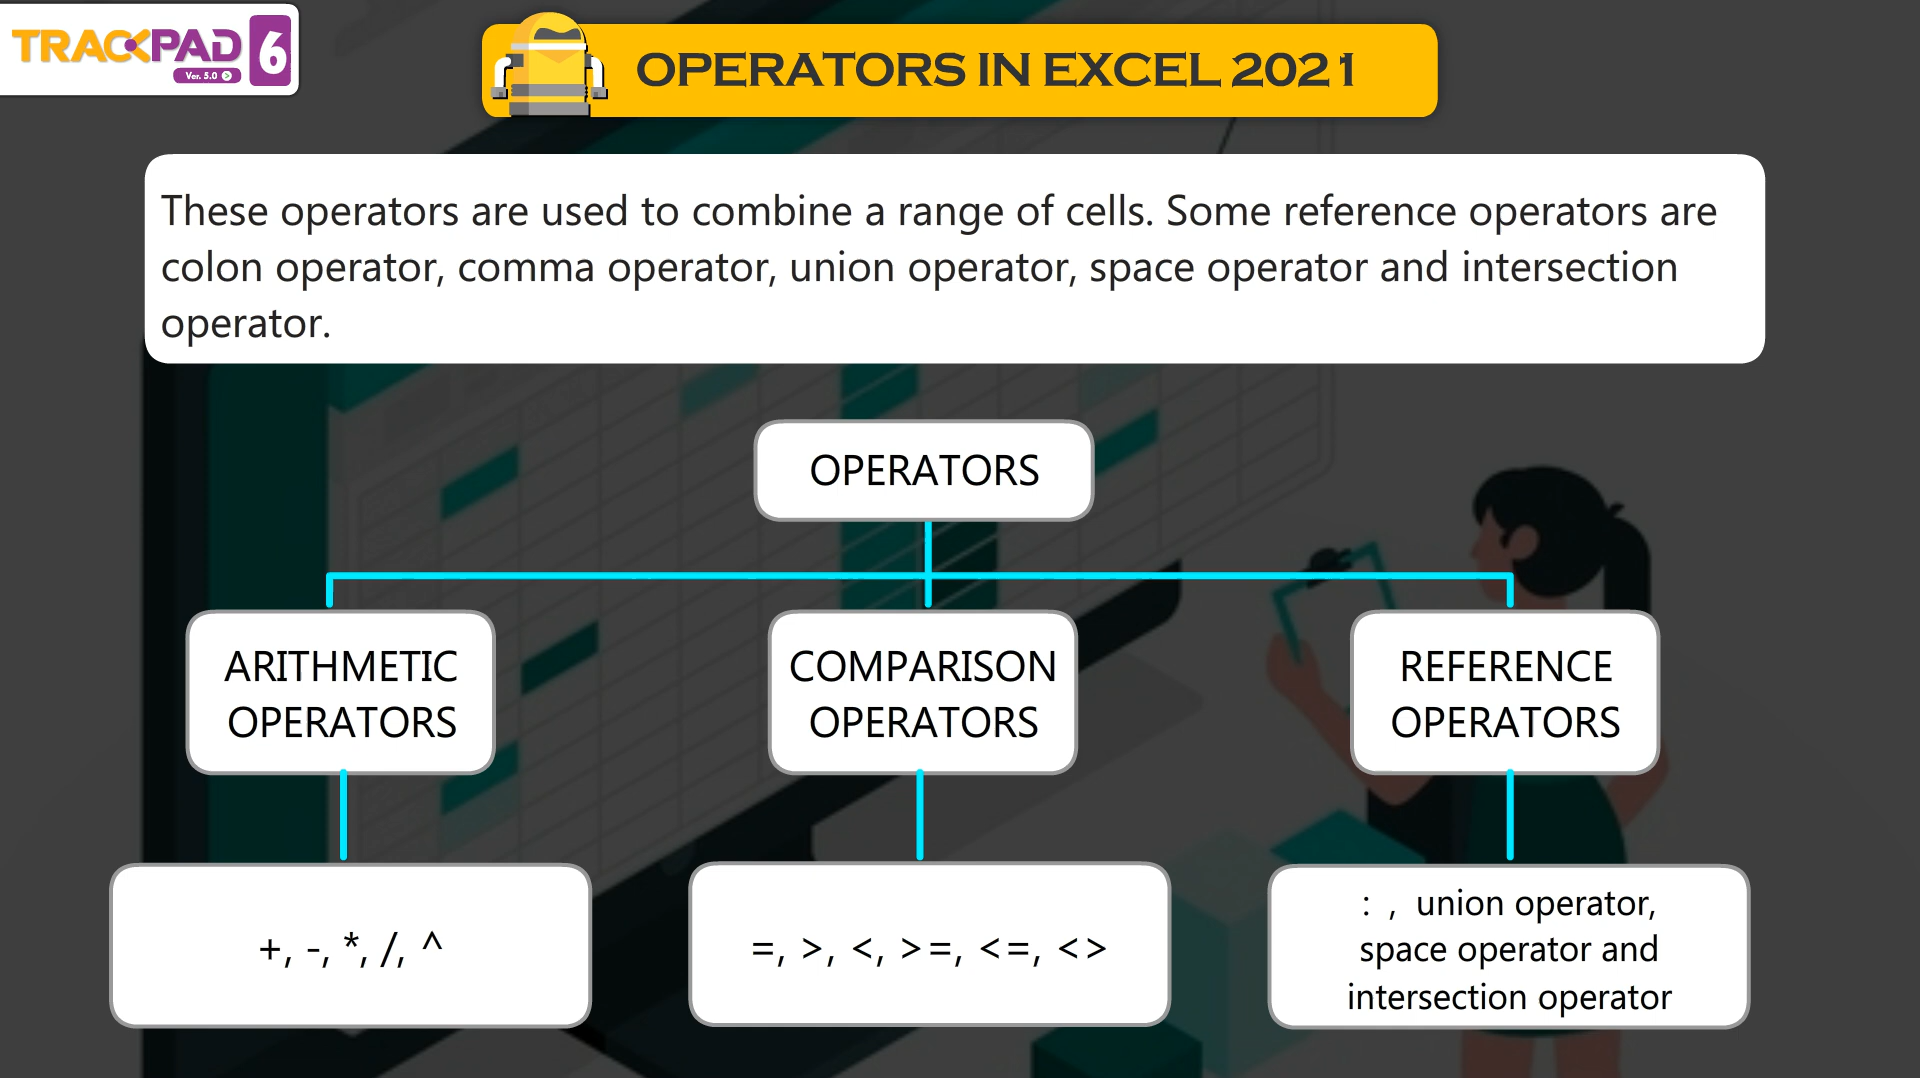 TRACKPAD 6
Ver. 5.0
OPERATORS IN EXCEL 2021
These operators are used to combine a range of cells. Some reference operators are
colon operator, comma operator, union operator, space operator and intersection
operator.
OPERATORS
ARITHMETIC
OPERATORS
COMPARISON
OPERATORS
REFERENCE
OPERATORS
+, -, *, /, ^
=, >, <, >=, <=, <>
: , union operator,
space operator and
intersection operator